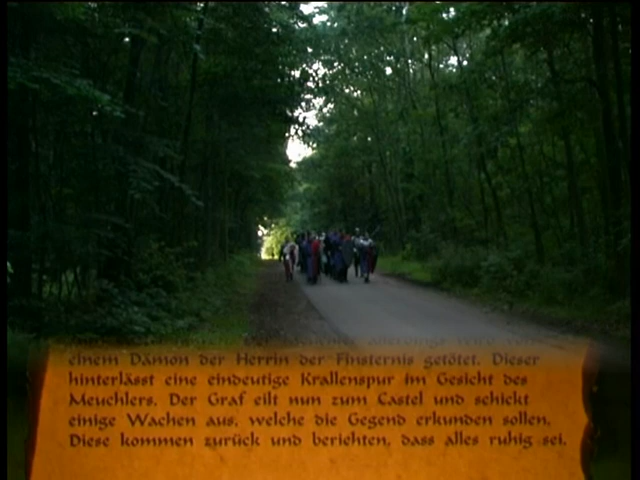 einem Dämon der Herrin der Finsternis getötet. Dieser
hinterlässt eine eindeutige Krallenspur im Gesicht des
Meuchlers. Der Graf eilt nun zum Castel und schickt
einige Wachen aus, welche die Gegend erkunden sollen.
Diese kommen zurück und berichten, dass alles ruhig sei.